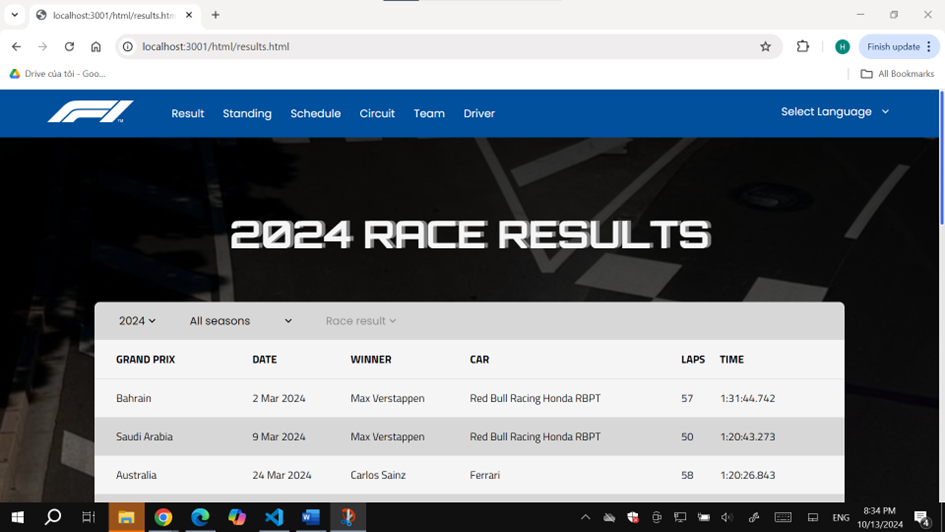 localhost:3001/html/results.htm
localhost:3001/html/results.html
H
Finish update
Drive của tôi - Goo...
All Bookmarks
F1 TM
Result Standing Schedule Circuit Team Driver
Select Language
2024 RACE RESULTS
2024 All seasons Race result
GRAND PRIX DATE WINNER CAR LAPS TIME
Bahrain 2 Mar 2024 Max Verstappen Red Bull Racing Honda RBPT 57 1:31:44.742
Saudi Arabia 9 Mar 2024 Max Verstappen Red Bull Racing Honda RBPT 50 1:20:43.273
Australia 24 Mar 2024 Carlos Sainz Ferrari 58 1:20:26.843
ENG
8:34 PM
10/13/2024
4